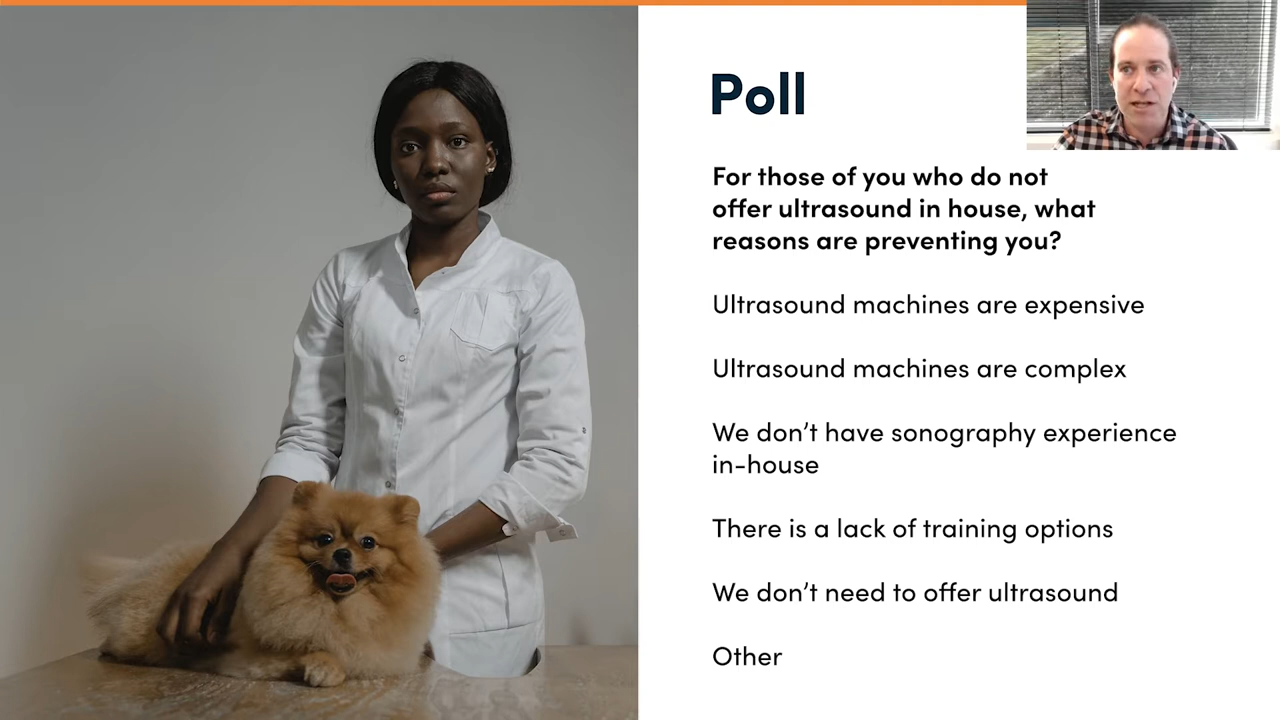 Poll
For those of you who do not
offer ultrasound in house, what
reasons are preventing you?
Ultrasound machines are expensive
Ultrasound machines are complex
We don’t have sonography experience
in-house
There is a lack of training options
We don’t need to offer ultrasound
Other